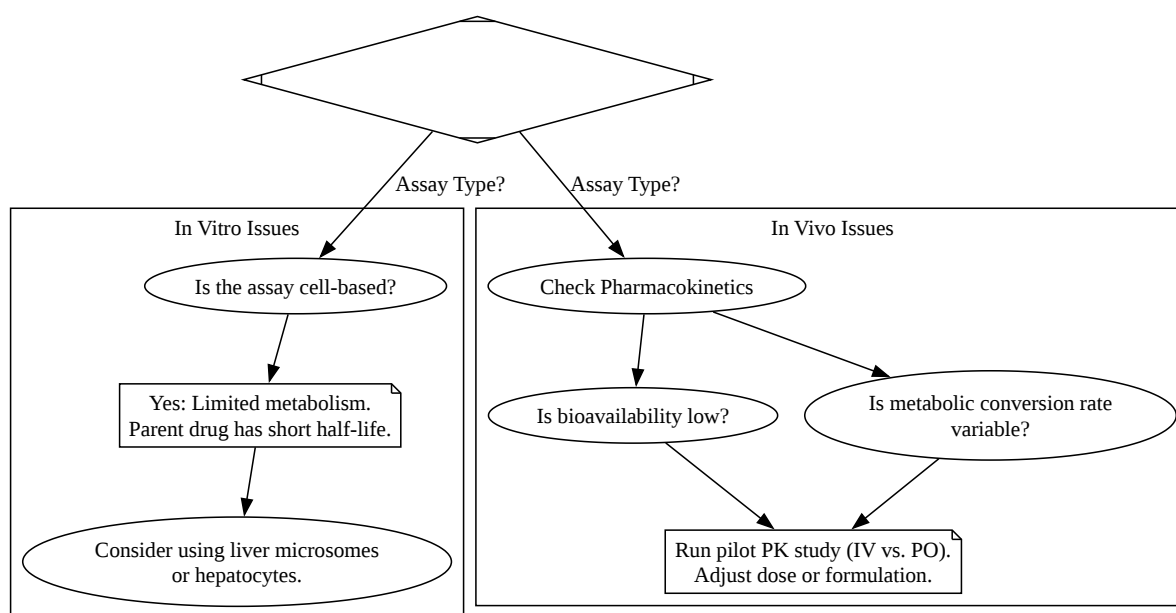 Assay Type?
Assay Type?
In Vitro Issues
Is the assay cell-based?
Yes: Limited metabolism.
Parent drug has short half-life.
Consider using liver microsomes
or hepatocytes.
In Vivo Issues
Check Pharmacokinetics
Is bioavailability low?
Is metabolic conversion rate
variable?
Run pilot PK study (IV vs. PO).
Adjust dose or formulation.